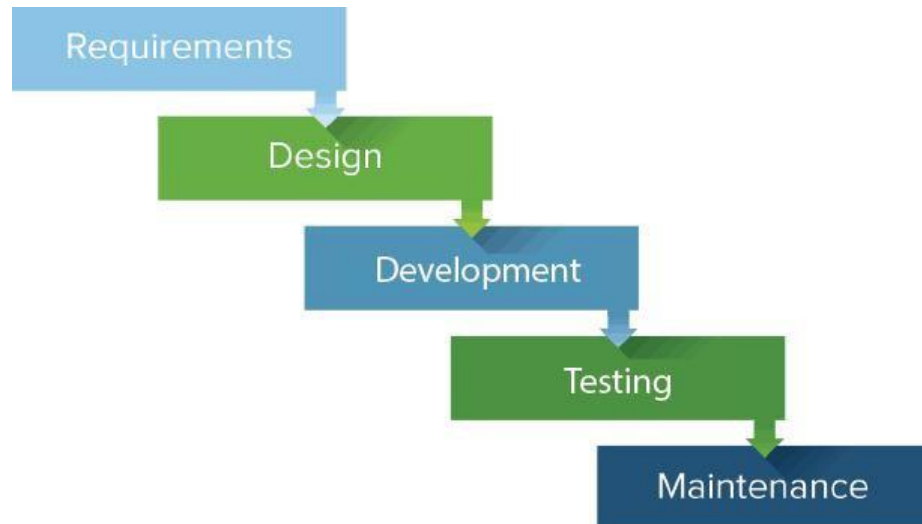 Requirements
Design
Development
Testing
Maintenance